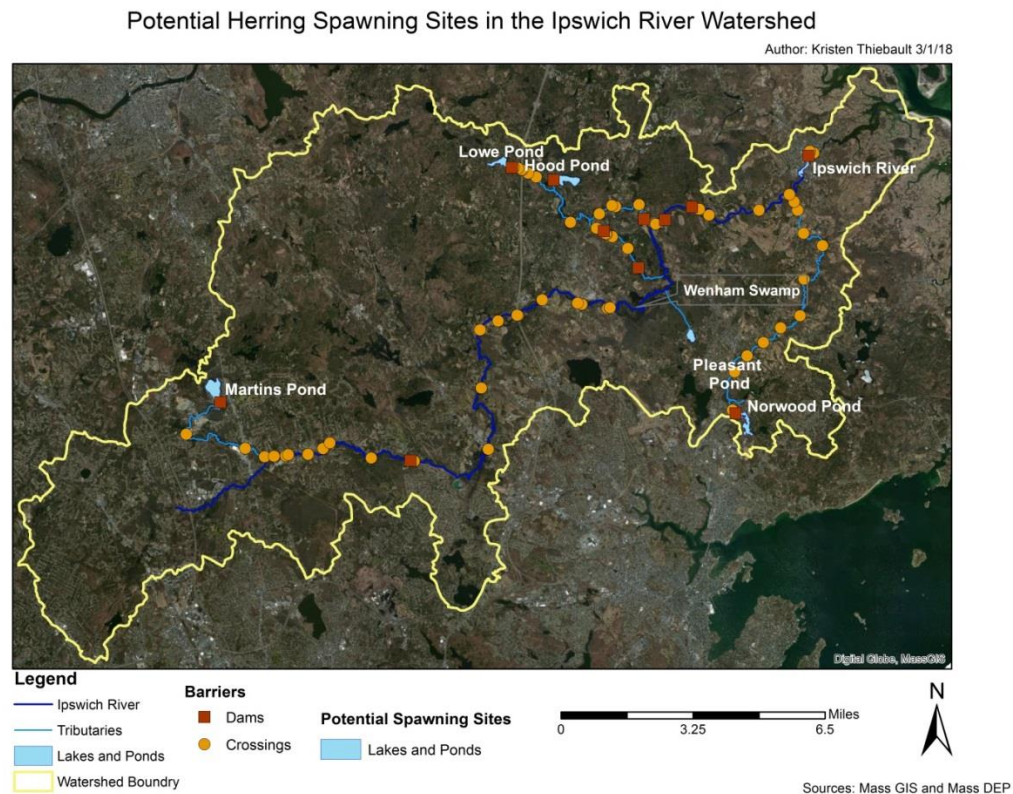 Potential Herring Spawning Sites in the Ipswich River Watershed
Author: Kristen Thiebault 3/1/18
Lowe Pond
Hood Pond
Ipswich River
Wenham Swamp
Pleasant
Pond
Martins Pond
Norwood Pond
Digital Globe, MassGIS
Legend
Ipswich River
Tributaries
Lakes and Ponds
Watershed Boundry
Barriers
Dams
Crossings
Potential Spawning Sites
Lakes and Ponds
Miles
0 3.25 6.5
N
Sources: Mass GIS and Mass DEP